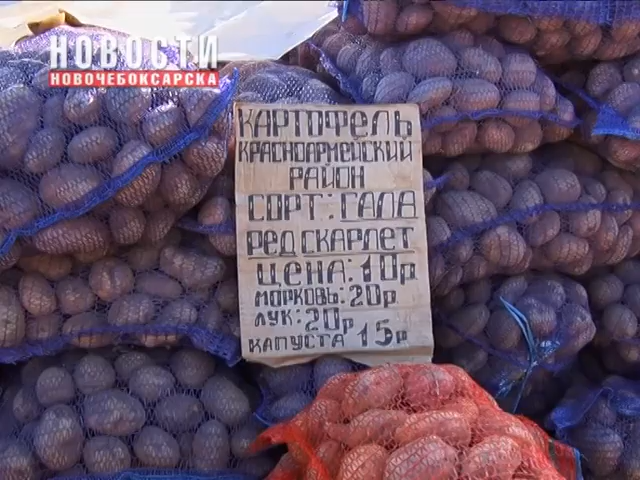 НОВОСТИ
НОВОЧЕБОКСАРСКА
КАРТОФЕЛЬ
КРАСНОАРМЕЙСКИЙ
РАЙОН
СОРТ: ГАЛА
РЕД СКАРЛЕТ
ЦЕНА: 10р
МОРКОВЬ: 20р
ЛУК: 20р
КАПУСТА 15р